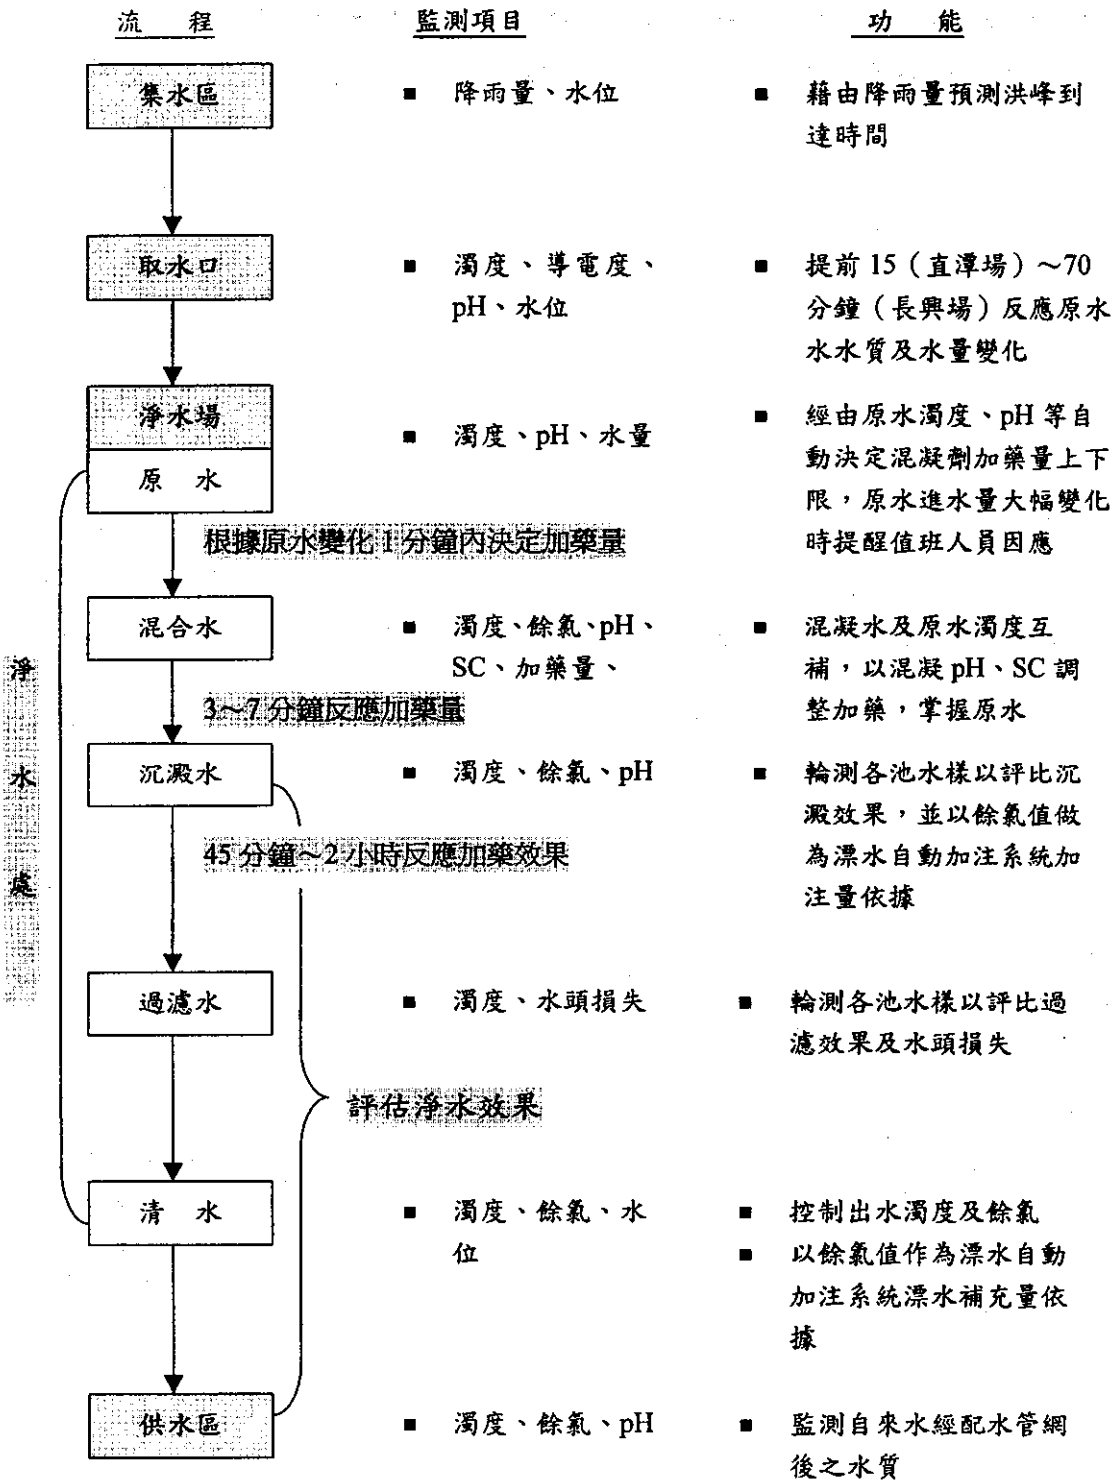 流　程
監測項目
功　能
集水區
■ 降雨量、水位
■ 藉由降雨量預測洪峰到
達時間
取水口
■ 濁度、導電度、
pH、水位
■ 提前 15（直潭場）～70
分鐘（長興場）反應原水
水水質及水量變化
淨水場
原　水
■ 濁度、pH、水量
■ 經由原水濁度、pH 等自
動決定混凝劑加藥量上下
限，原水進水量大幅變化
時提醒值班人員因應
根據原水變化 1 分鐘內決定加藥量
混合水
■ 濁度、餘氯、pH、
SC、加藥量、
■ 混凝水及原水濁度互
補，以混凝 pH、SC 調
整加藥，掌握原水
3～7 分鐘反應加藥量
沉澱水
■ 濁度、餘氯、pH
■ 輪測各池水樣以評比沉
澱效果，並以餘氯值做
為漂水自動加注系統加
注量依據
45 分鐘～2 小時反應加藥效果
淨水處
過濾水
■ 濁度、水頭損失
■ 輪測各池水樣以評比過
濾效果及水頭損失
評估淨水效果
清　水
■ 濁度、餘氯、水
位
■ 控制出水濁度及餘氯
■ 以餘氯值作為漂水自動
加注系統漂水補充量依
據
供水區
■ 濁度、餘氯、pH
■ 監測自來水經配水管網
後之水質